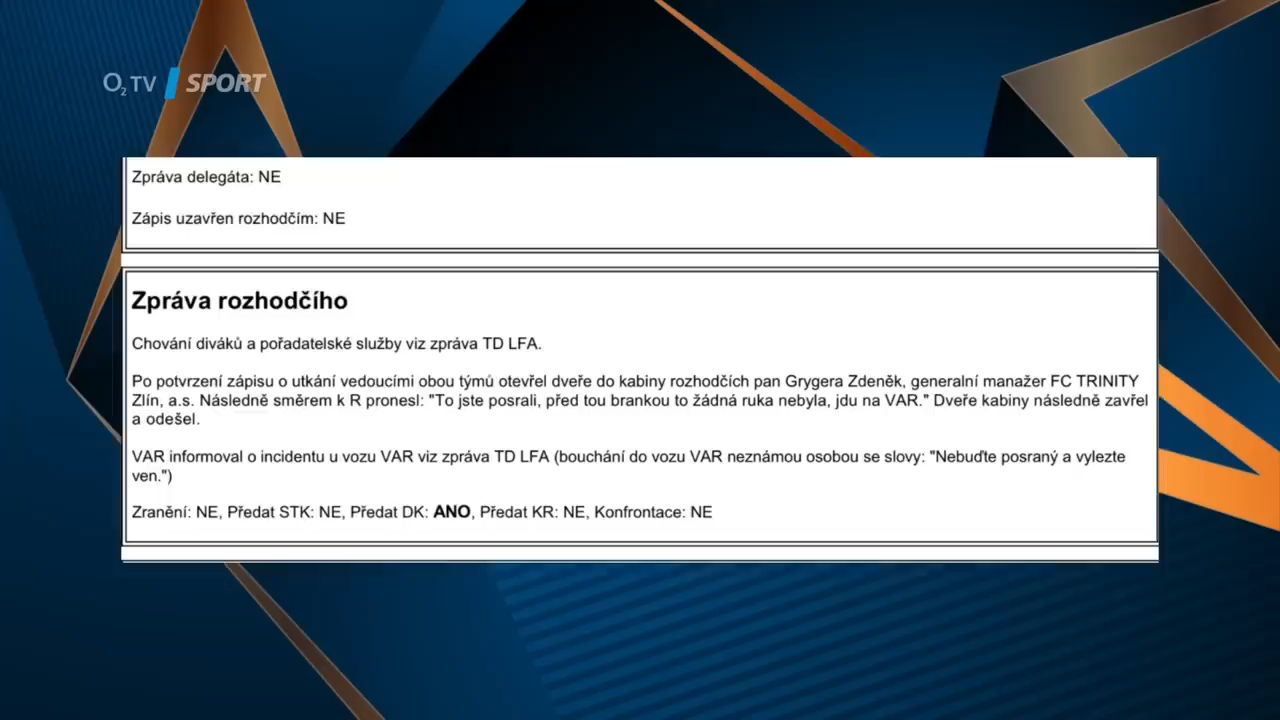 O2 TV SPORT
Zpráva delegáta: NE
Zápis uzavřen rozhodčím: NE
Zpráva rozhodčího
Chování diváků a pořadatelské služby viz zpráva TD LFA.
Po potvrzení zápisu o utkání vedoucími obou týmů otevřel dveře do kabiny rozhodčích pan Grygera Zdeněk, generalní manažer FC TRINITY
Zlín, a.s. Následně směrem k R pronesl: "To jste posrali, před tou brankou to žádná ruka nebyla, jdu na VAR." Dveře kabiny následně zavřel
a odešel.
VAR informoval o incidentu u vozu VAR viz zpráva TD LFA (bouchání do vozu VAR neznámou osobou se slovy: "Nebuďte posraný a vylezte
ven.")
Zranění: NE, Předat STK: NE, Předat DK: ANO, Předat KR: NE, Konfrontace: NE